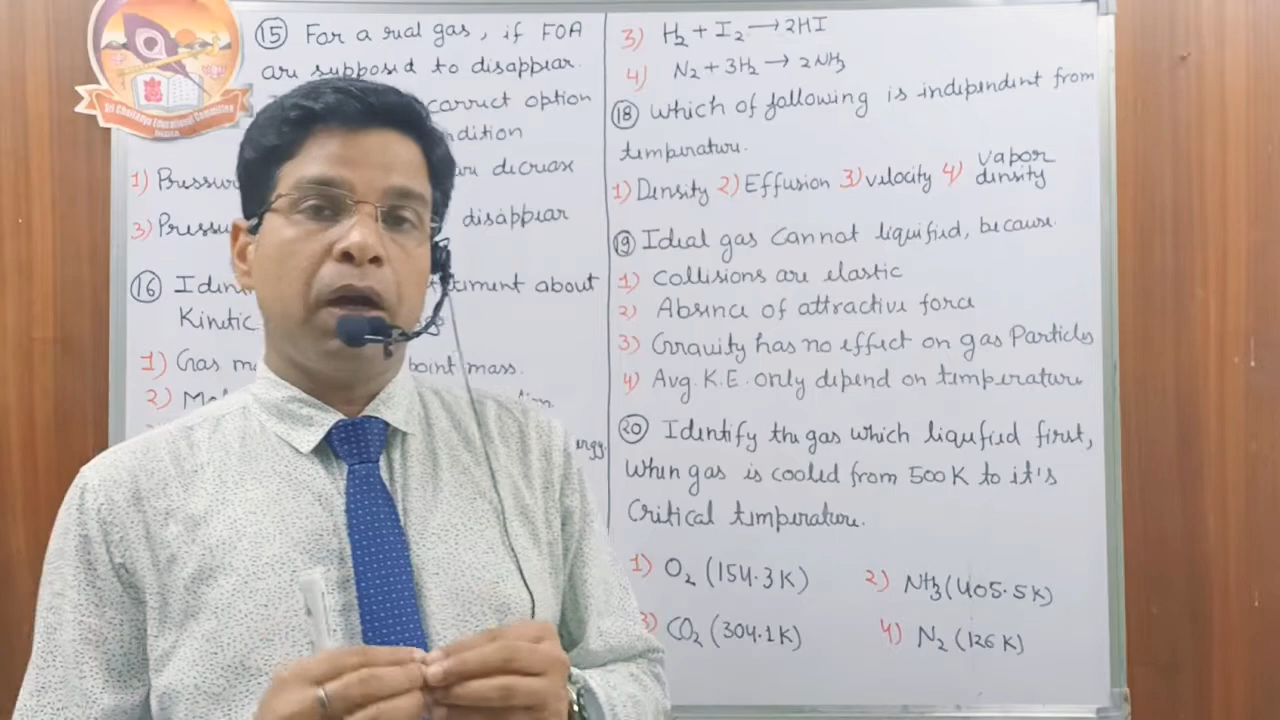 Sri Chaitanya Educational Committee
INDIA
15 For a real gas, if FOA
are supposed to disappear.
correct option
1) Pressur
decrease
3) Pressu
disappear
16 Iden
about
Kinetic
1) Gas m
point mass.
2) M
3) H2 + I2 → 2HI
4) N2 + 3H2 → 2NH3
18 Which of following is independent from
temperature.
1) Density 2) Effusion 3) velocity 4) vapor density
19 Ideal gas cannot liquified, because.
1) Collisions are elastic
2) Absence of attractive force
3) Gravity has no effect on gas Particles
4) Avg. K.E. only depend on temperature
20 Identify the gas which liquified first,
when gas is cooled from 500 K to it's
Critical temperature.
1) O2 (154.3 K) 2) NH3 (405.5 K)
3) CO2 (304.1 K) 4) N2 (126 K)